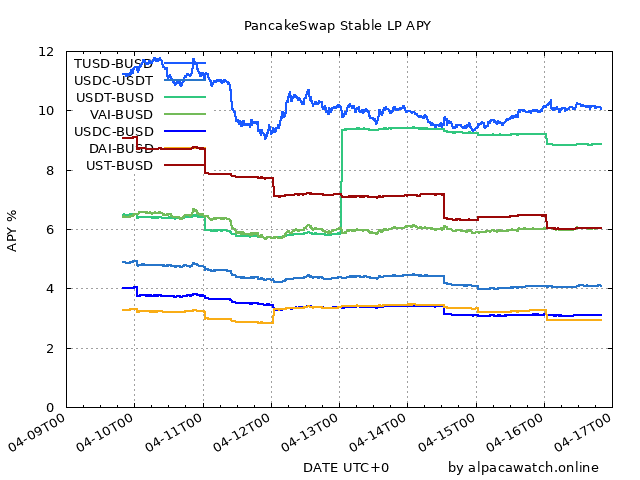 PancakeSwap Stable LP APY
12
10
8
6
4
2
0
APY %
TUSD-BUSD
USDC-USDT
USDT-BUSD
VAI-BUSD
USDC-BUSD
DAI-BUSD
UST-BUSD
04-09T00
04-10T00
04-11T00
04-12T00
04-13T00
04-14T00
04-15T00
04-16T00
04-17T00
DATE UTC+0
by alpacawatch.online